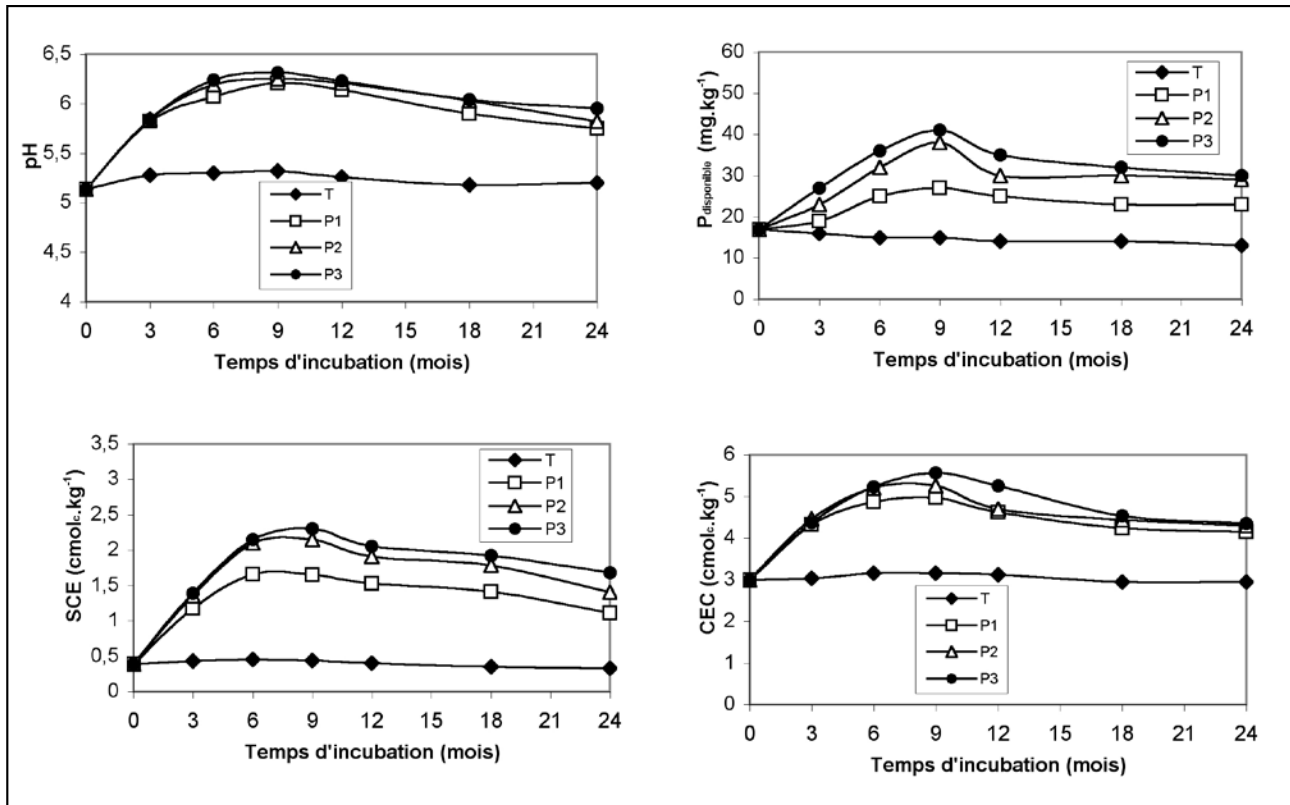 6,5
6
5,5
5
4,5
4
pH
T
P1
P2
P3
0 3 6 9 12 15 18 21 24
Temps d'incubation (mois)
60
50
40
30
20
10
0
Pdisponible (mg.kg-1)
T
P1
P2
P3
0 3 6 9 12 15 18 21 24
Temps d'incubation (mois)
3,5
3
2,5
2
1,5
1
0,5
0
SCE (cmolc.kg-1)
T
P1
P2
P3
0 3 6 9 12 15 18 21 24
Temps d'incubation (mois)
6
5
4
3
2
1
0
CEC (cmolc.kg-1)
T
P1
P2
P3
0 3 6 9 12 15 18 21 24
Temps d'incubation (mois)